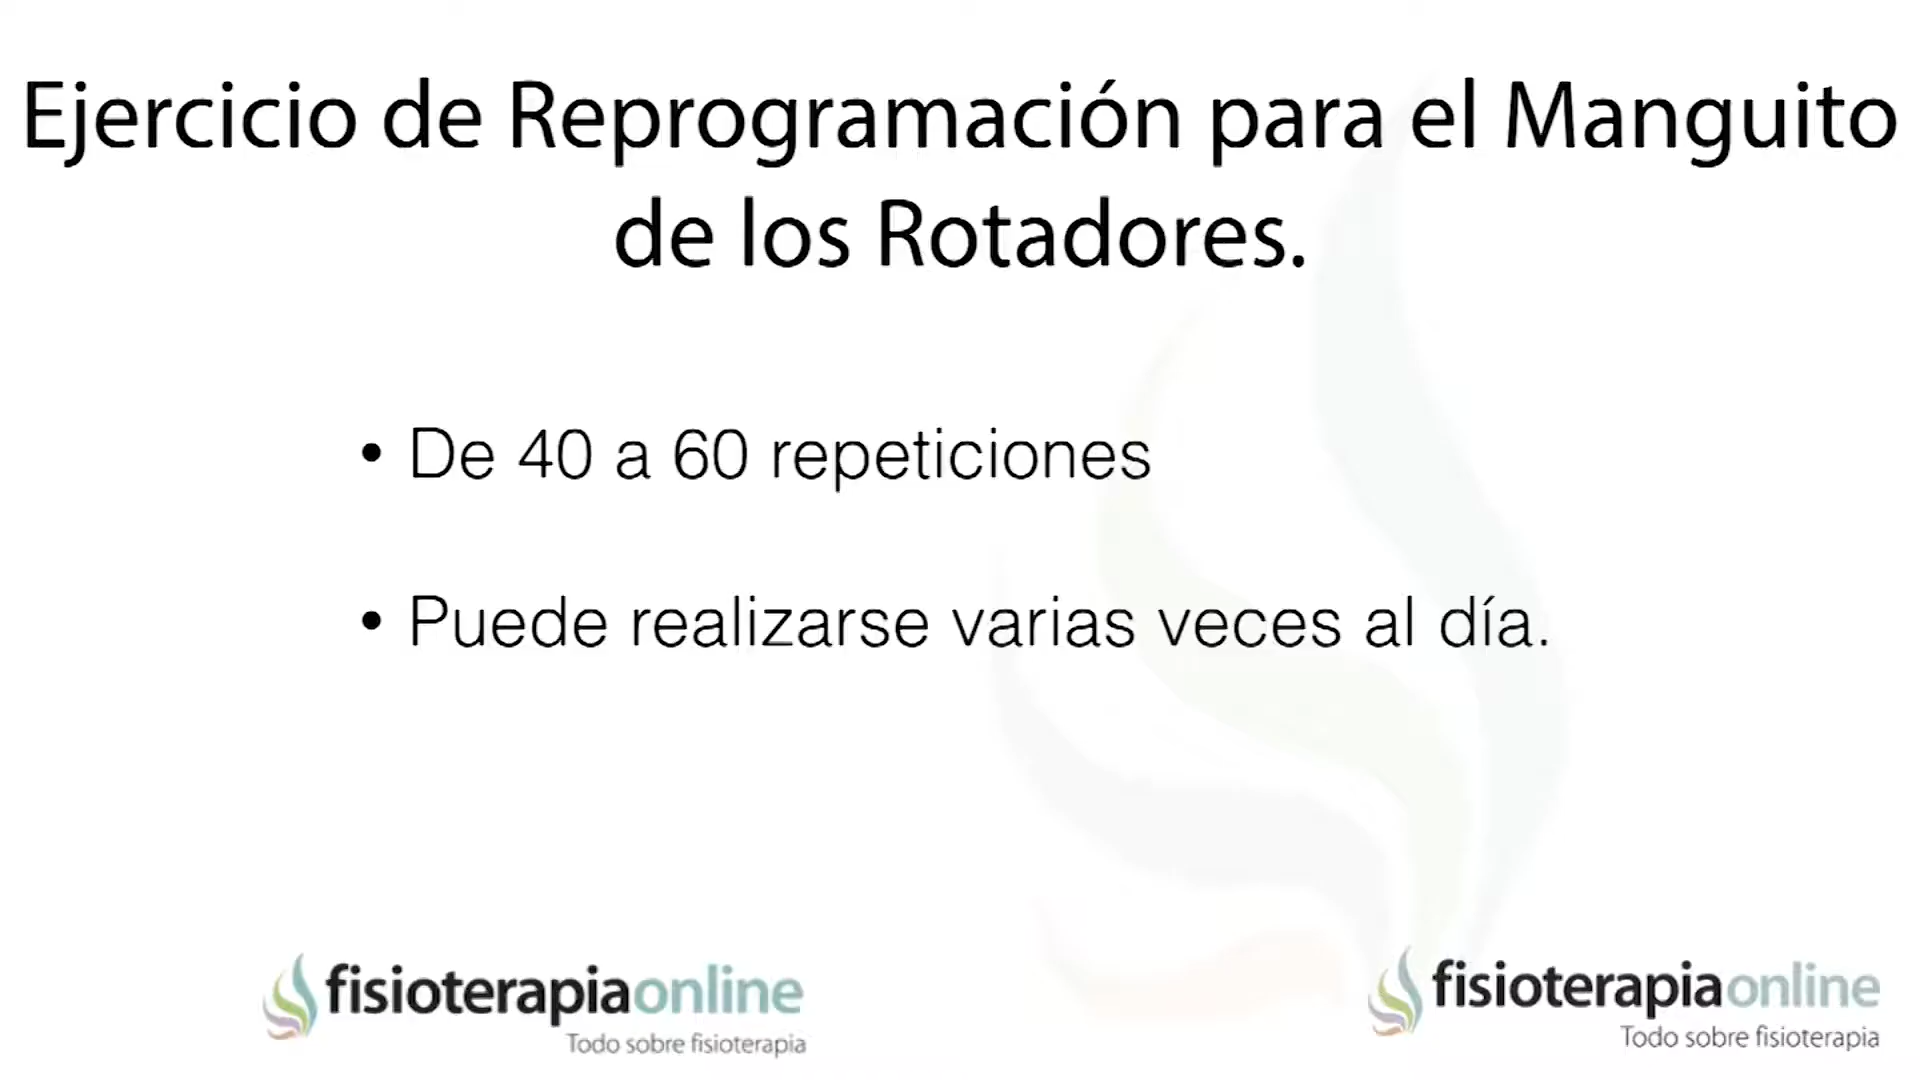 Ejercicio de Reprogramación para el Manguito
de los Rotadores.
• De 40 a 60 repeticiones
• Puede realizarse varias veces al día.
fisioterapiaonline
Todo sobre fisioterapia
fisioterapiaonline
Todo sobre fisioterapia